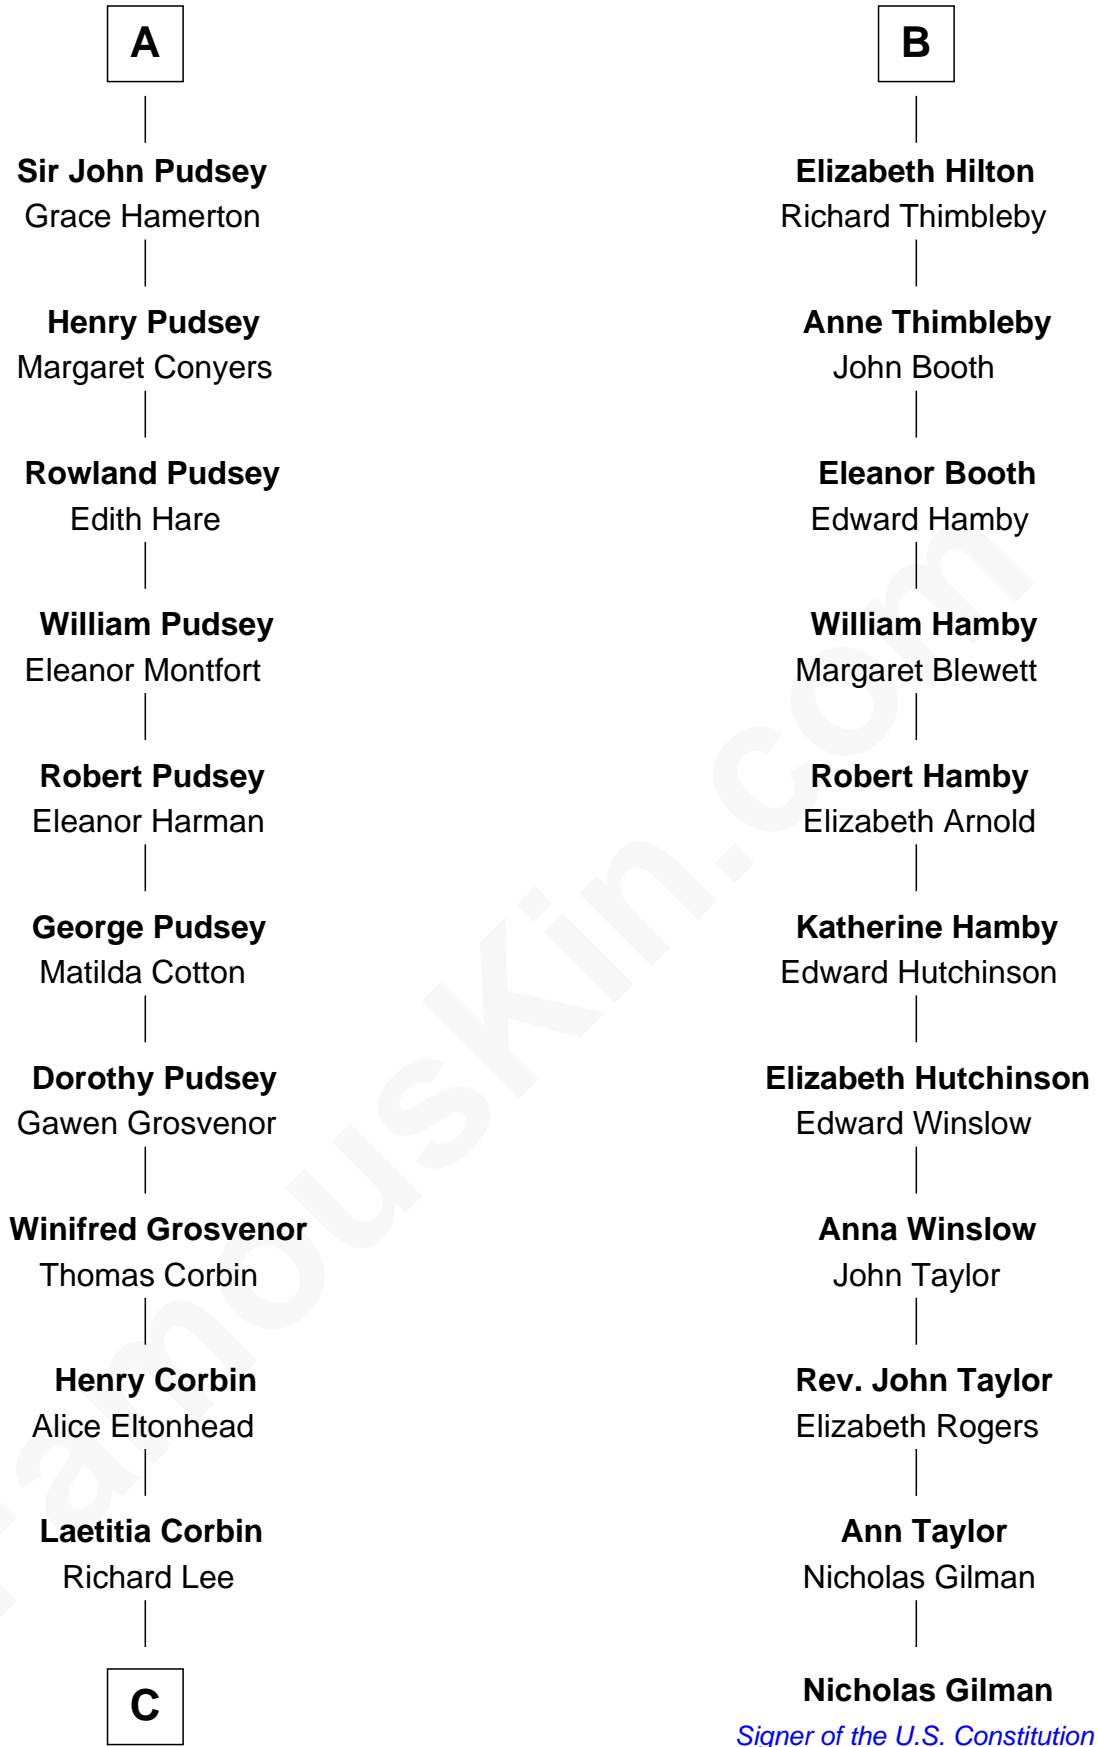 A
Sir John Pudsey
Grace Hamerton
Henry Pudsey
Margaret Conyers
Rowland Pudsey
Edith Hare
William Pudsey
Eleanor Montfort
Robert Pudsey
Eleanor Harman
George Pudsey
Matilda Cotton
Dorothy Pudsey
Gawen Grosvenor
Winifred Grosvenor
Thomas Corbin
Henry Corbin
Alice Eltonhead
Laetitia Corbin
Richard Lee
C
B
Elizabeth Hilton
Richard Thimbleby
Anne Thimbleby
John Booth
Eleanor Booth
Edward Hamby
William Hamby
Margaret Blewett
Robert Hamby
Elizabeth Arnold
Katherine Hamby
Edward Hutchinson
Elizabeth Hutchinson
Edward Winslow
Anna Winslow
John Taylor
Rev. John Taylor
Elizabeth Rogers
Ann Taylor
Nicholas Gilman
Nicholas Gilman
Signer of the U.S. Constitution
FamousKin.com